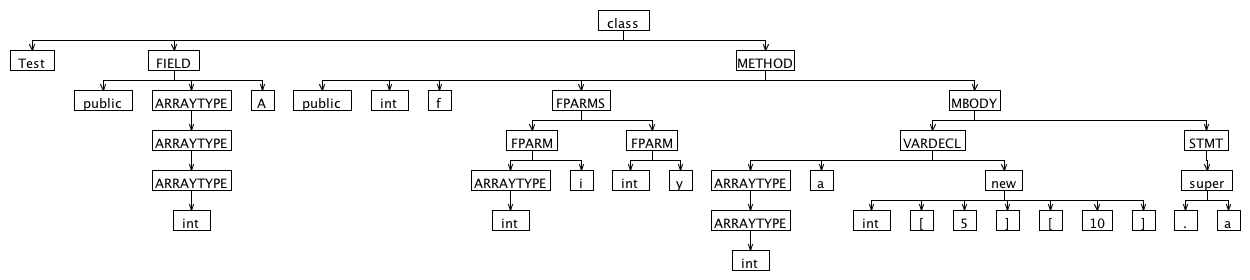 class
Test FIELD METHOD
public ARRAYTYPE A public int f FPARMS MBODY
ARRAYTYPE FPARM FPARM VARDECL STMT
ARRAYTYPE ARRAYTYPE i int y ARRAYTYPE a new super
int int ARRAYTYPE int [ 5 ] [ 10 ] . a
int